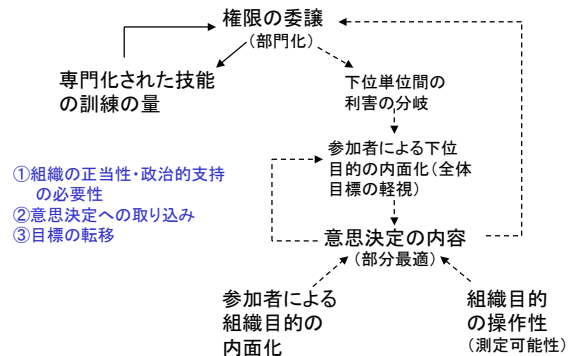 権限の委譲
(部門化)
専門化された技能
の訓練の量
下位単位間の
利害の分岐
参加者による下位
目的の内面化(全体
目標の軽視)
①組織の正当性・政治的支持
の必要性
②意思決定への取り込み
③目標の転移
意思決定の内容
(部分最適)
参加者による
組織目的の
内面化
組織目的
の操作性
(測定可能性)